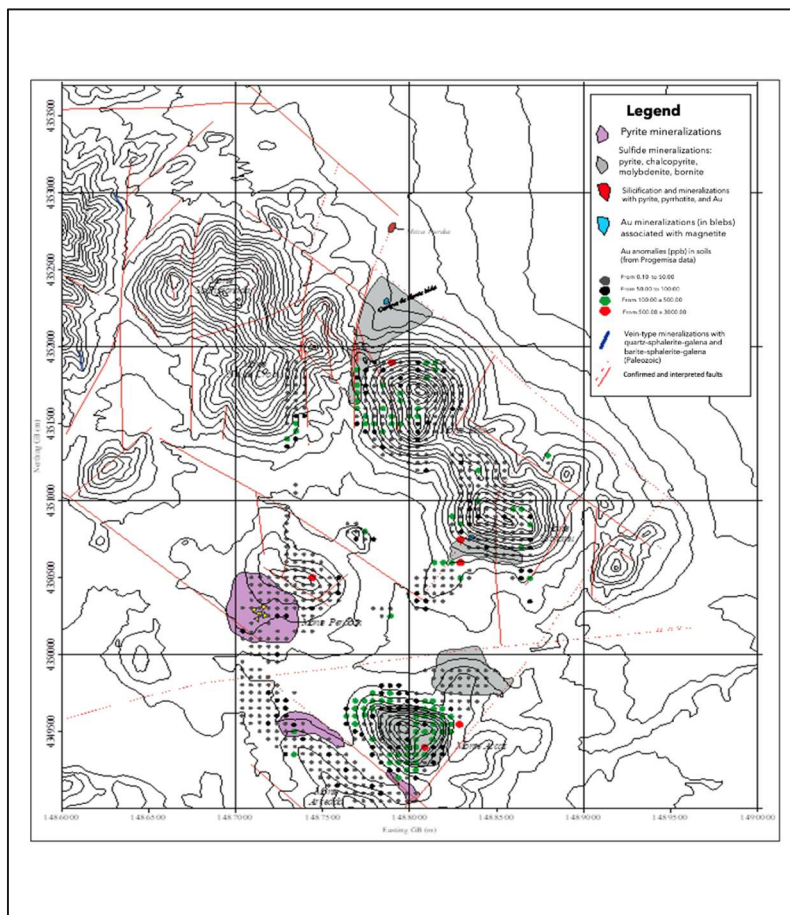 Legend
Pyrite mineralizations
Sulfide mineralizations:
pyrite, chalcopyrite,
molybdenite, bornite
Silicification and mineralizations
with pyrite, pyrrhotite, and Au
Au mineralizations (in blebs)
associated with magnetite
Au anomalies (ppb) in soils
(from Progemisa data)
From 0.10 to 50.00
From 50.00 to 100.00
From 100.00 a 500.00
From 500.00 a 3000.00
Vein-type mineralizations with
quartz-sphalerite-galena and
barite-sphalerite-galena
(Paleozoic)
Confirmed and interpreted faults
4353500
4353000
4352500
4352000
4351500
4351000
4350000
4350000
4349500
Northing GB (m)
Monte
1486000
1486500
1487000
1487500
1488000
1488500
1489000
1489500
1490000
Easting GB (m)